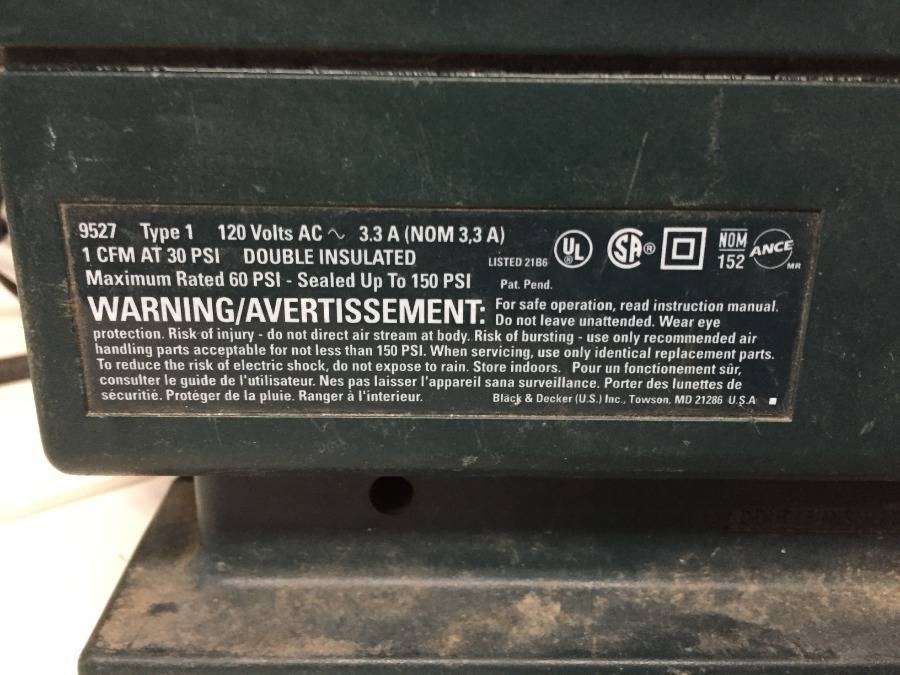 9527 Type 1 120 Volts AC ~ 3.3 A (NOM 3,3 A)
1 CFM AT 30 PSI DOUBLE INSULATED
Maximum Rated 60 PSI - Sealed Up To 150 PSI
LISTED 21B6 UL SA® NOM 152 ANCE MR
Pat. Pend.
WARNING/AVERTISSEMENT: For safe operation, read instruction manual.
Do not leave unattended. Wear eye
protection. Risk of injury - do not direct air stream at body. Risk of bursting - use only recommended air
handling parts acceptable for not less than 150 PSI. When servicing, use only identical replacement parts.
To reduce the risk of electric shock, do not expose to rain. Store indoors. Pour un fonctionement sûr,
consulter le guide de l'utilisateur. Nes pas laisser l'appareil sana surveillance. Porter des lunettes de
sécuritié. Protéger de la pluie. Ranger à l'interieur. Black & Decker (U.S.) Inc., Towson, MD 21286 U.S.A